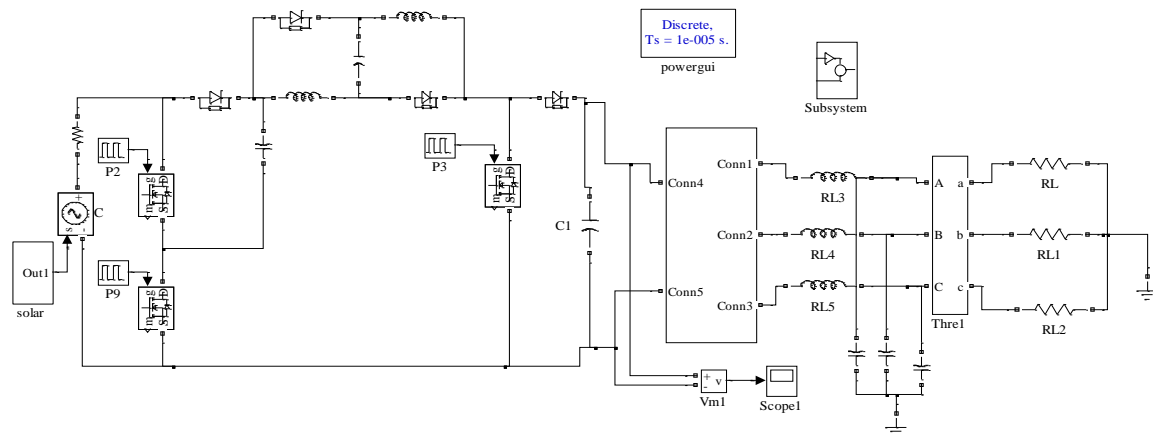 Discrete,
Ts = 1e-005 s.
powergui
Subsystem
P2
g
D
m
S
P3
g
D
m
S
+
C
s
-
Out1
solar
P9
g
D
m
S
C1
Conn1
Conn4
Conn2
Conn5
Conn3
RL3
RL4
RL5
A
a
B
b
C
c
Thre1
RL
RL1
RL2
+
-
v
Vm1
Scope1